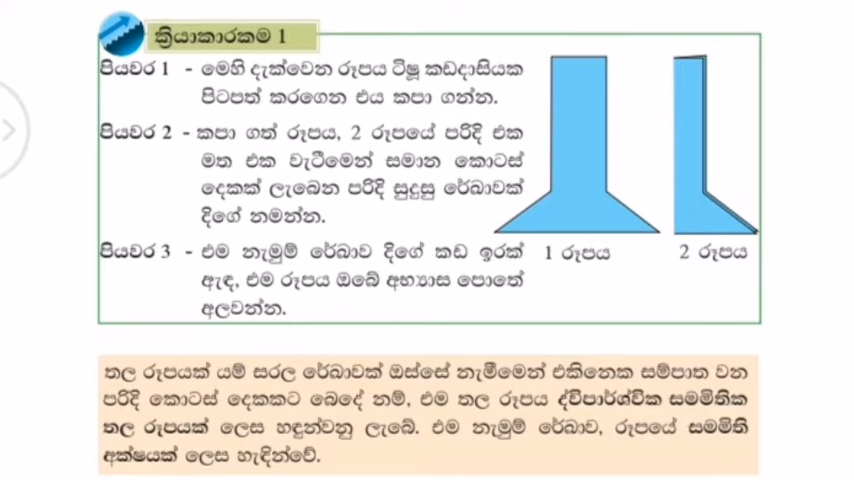 ක්‍රියාකාරකම 1
පියවර 1 - මෙහි දැක්වෙන රූපය ටිෂූ කඩදාසියක
පිටපත් කරගෙන එය කපා ගන්න.
පියවර 2 - කපා ගත් රූපය, 2 රූපයේ පරිදි එක
මත එක වැටීමෙන් සමාන කොටස්
දෙකක් ලැබෙන පරිදි සුදුසු රේඛාවක්
දිගේ නමන්න.
පියවර 3 - එම නැමුම් රේඛාව දිගේ කඩ ඉරක්
ඇඳ, එම රූපය ඔබේ අභ්‍යාස පොතේ
අලවන්න.
1 රූපය
2 රූපය
තල රූපයක් යම් සරල රේඛාවක් ඔස්සේ නැමීමෙන් එකිනෙක සම්පාත වන
පරිදි කොටස් දෙකකට බෙදේ නම්, එම තල රූපය ද්විපාර්ශ්වික සමමිතික
තල රූපයක් ලෙස හඳුන්වනු ලැබේ. එම නැමුම් රේඛාව, රූපයේ සමමිති
අක්ෂයක් ලෙස හැඳින්වේ.